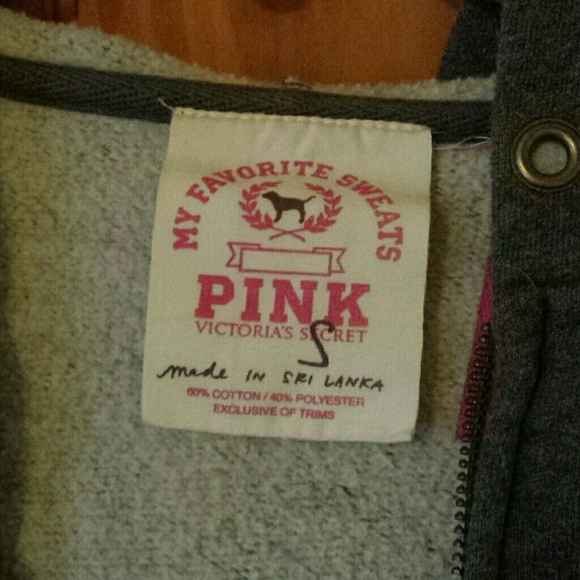 MY FAVORITE SWEATS
PINK
VICTORIA'S SECRET
S
made IN SRI LANKA
60% COTTON / 40% POLYESTER
EXCLUSIVE OF TRIMS